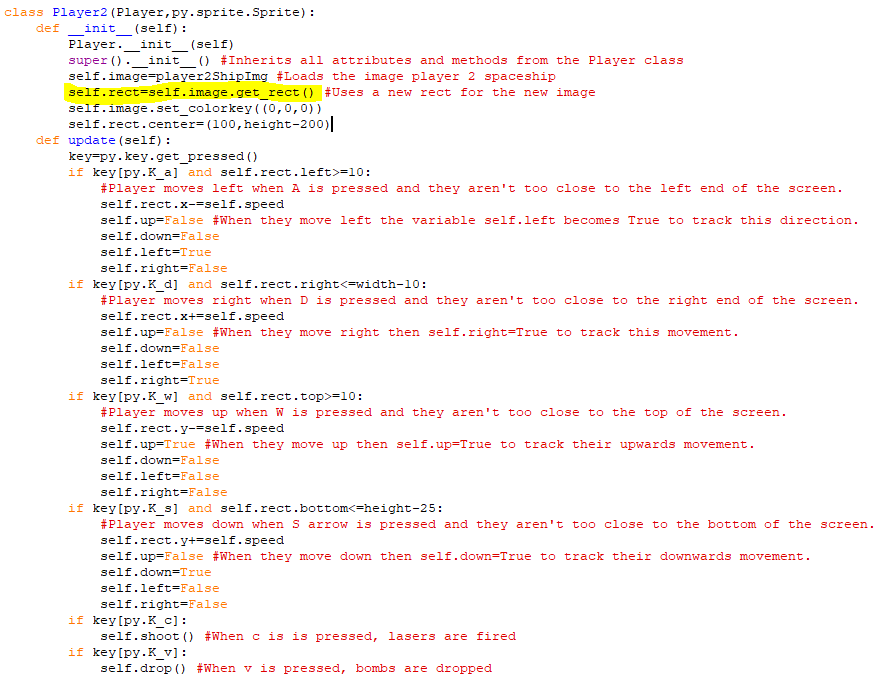 class Player2(Player,py.sprite.Sprite):
    def __init__(self):
        Player.__init__(self)
        super().__init__() #Inherits all attributes and methods from the Player class
        self.image=player2ShipImg #Loads the image player 2 spaceship
        self.rect=self.image.get_rect() #Uses a new rect for the new image
        self.image.set_colorkey((0,0,0))
        self.rect.center=(100,height-200)
    def update(self):
        key=py.key.get_pressed()
        if key[py.K_a] and self.rect.left>=10:
            #Player moves left when A is pressed and they aren't too close to the left end of the screen.
            self.rect.x-=self.speed
            self.up=False #When they move left the variable self.left becomes True to track this direction.
            self.down=False
            self.left=True
            self.right=False
        if key[py.K_d] and self.rect.right<=width-10:
            #Player moves right when D is pressed and they aren't too close to the right end of the screen.
            self.rect.x+=self.speed
            self.up=False #When they move right then self.right=True to track this movement.
            self.down=False
            self.left=False
            self.right=True
        if key[py.K_w] and self.rect.top>=10:
            #Player moves up when W is pressed and they aren't too close to the top of the screen.
            self.rect.y-=self.speed
            self.up=True #When they move up then self.up=True to track their upwards movement.
            self.down=False
            self.left=False
            self.right=False
        if key[py.K_s] and self.rect.bottom<=height-25:
            #Player moves down when S arrow is pressed and they aren't too close to the bottom of the screen.
            self.rect.y+=self.speed
            self.up=False #When they move down then self.down=True to track their downwards movement.
            self.down=True
            self.left=False
            self.right=False
        if key[py.K_c]:
            self.shoot() #When c is is pressed, lasers are fired
        if key[py.K_v]:
            self.drop() #When v is pressed, bombs are dropped